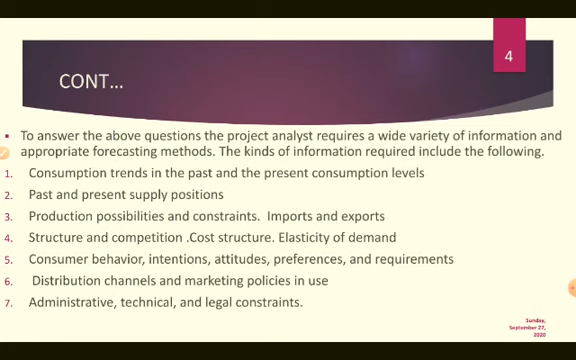 4
CONT...
▪ To answer the above questions the project analyst requires a wide variety of information and
appropriate forecasting methods. The kinds of information required include the following.
1. Consumption trends in the past and the present consumption levels
2. Past and present supply positions
3. Production possibilities and constraints. Imports and exports
4. Structure and competition .Cost structure. Elasticity of demand
5. Consumer behavior, intentions, attitudes, preferences, and requirements
6. Distribution channels and marketing policies in use
7. Administrative, technical, and legal constraints.
Sunday,
September 27,
2020